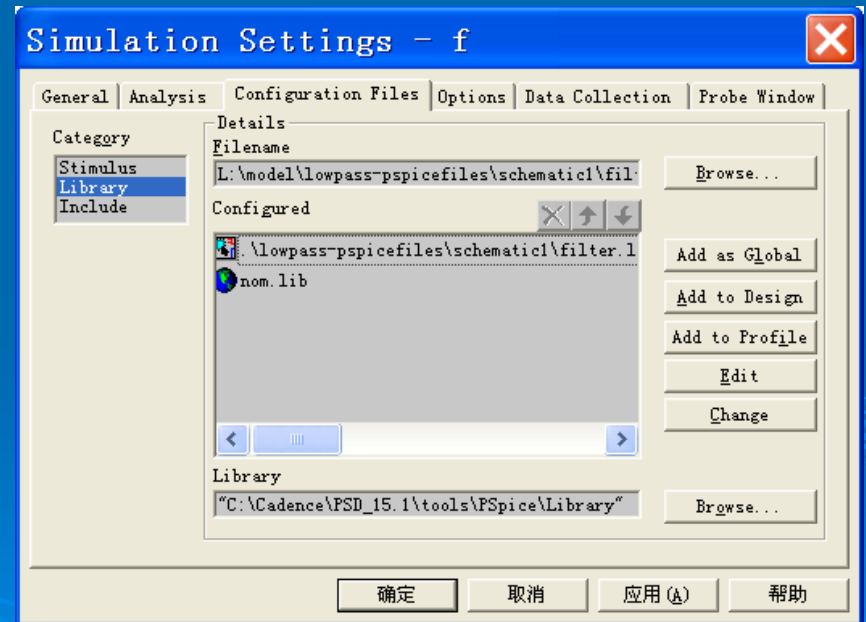 Simulation Settings - f
General
Analysis
Configuration Files
Options
Data Collection
Probe Window
Category
Stimulus
Library
Include
Details
Filename
L:\model\lowpass-pspicefiles\schematic1\fil
Browse...
Configured
.\lowpass-pspicefiles\schematic1\filter.l
nom.lib
Add as Global
Add to Design
Add to Profile
Edit
Change
Library
"C:\Cadence\PSD_15.1\tools\PSpice\Library"
Browse...
确定
取消
应用(A)
帮助